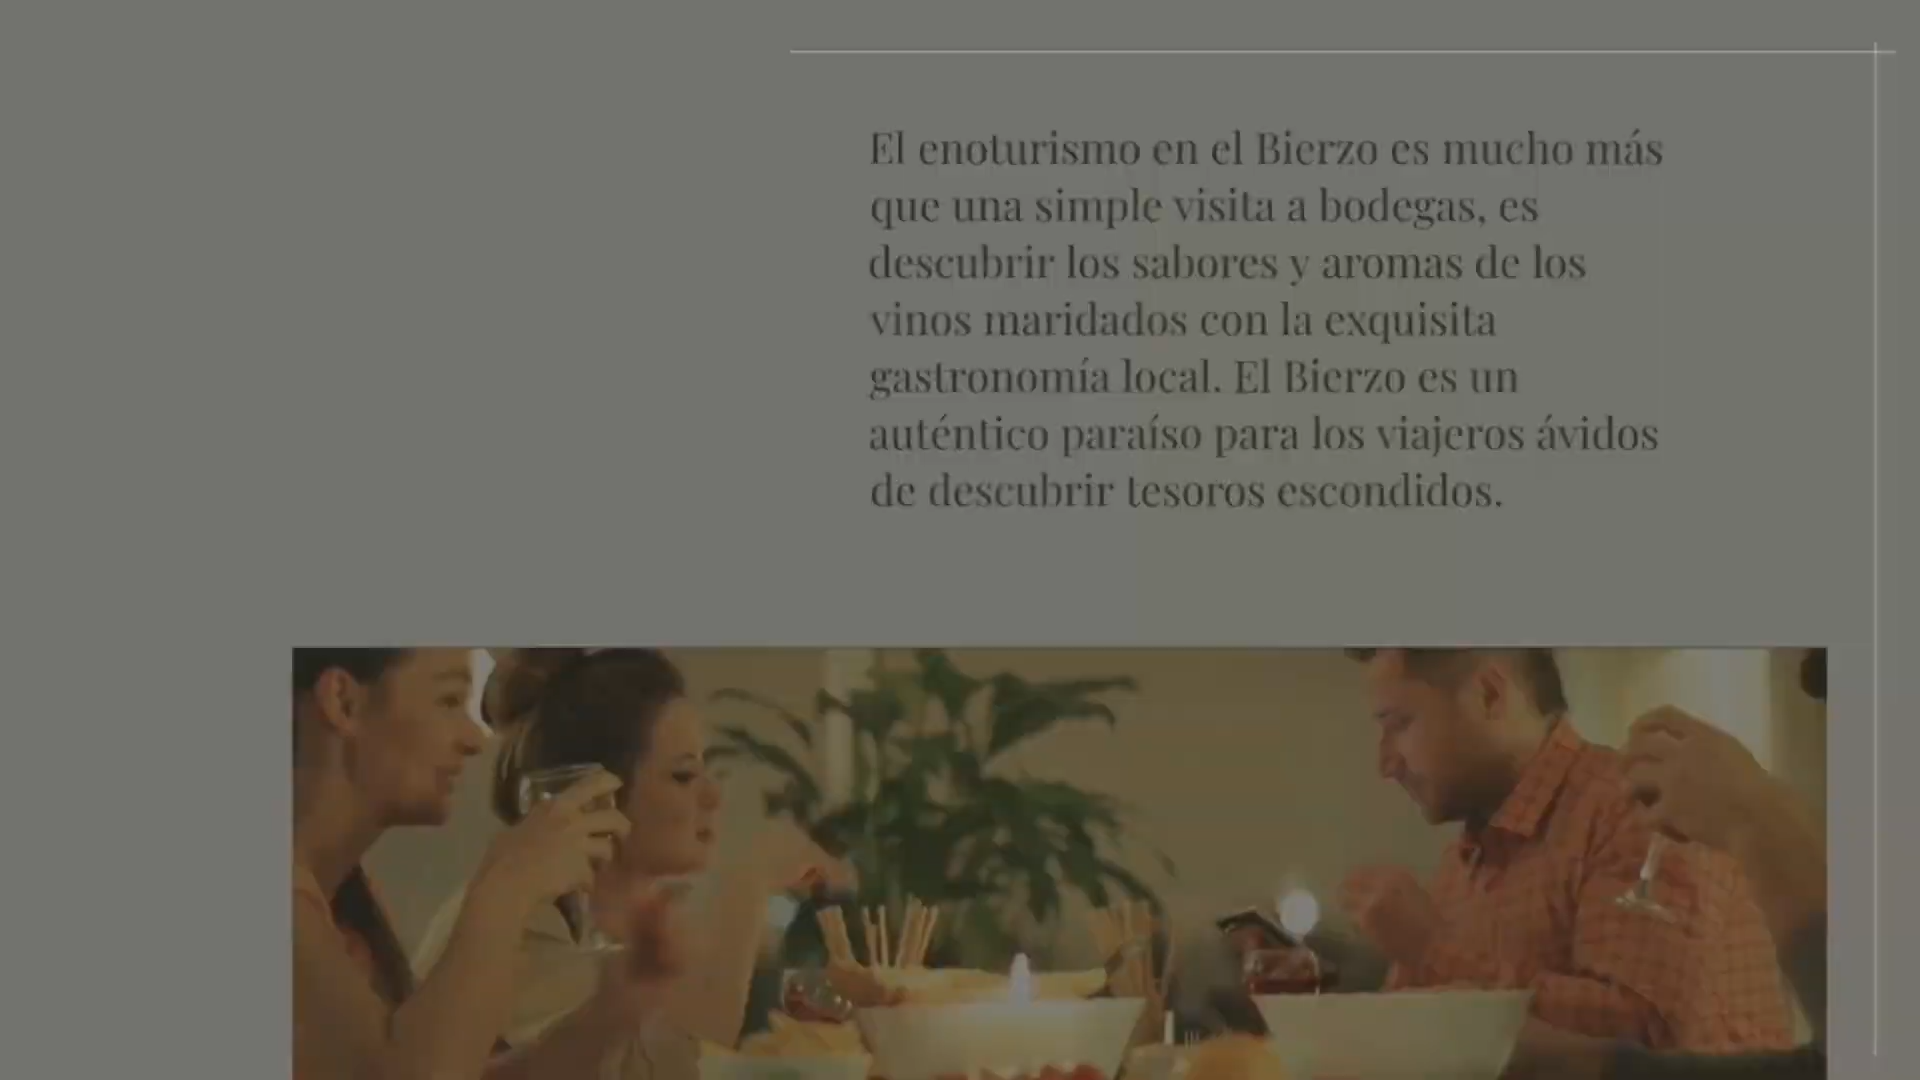 El enoturismo en el Bierzo es mucho más
que una simple visita a bodegas, es
descubrir los sabores y aromas de los
vinos maridados con la exquisita
gastronomía local. El Bierzo es un
auténtico paraíso para los viajeros ávidos
de descubrir tesoros escondidos.